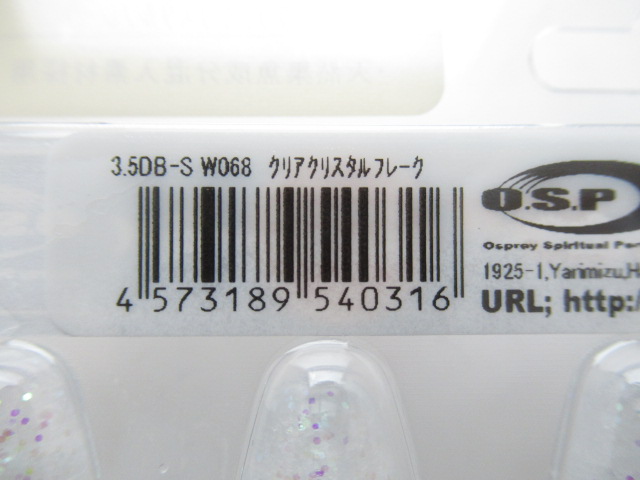 3.5DB-S W068 ｸﾘｱｸﾘｽﾀﾙﾌﾚｰｸ
4 573189 540316
O.S.P
Osprey Spiritual
1925-1,Yarimizu,
URL; http:/